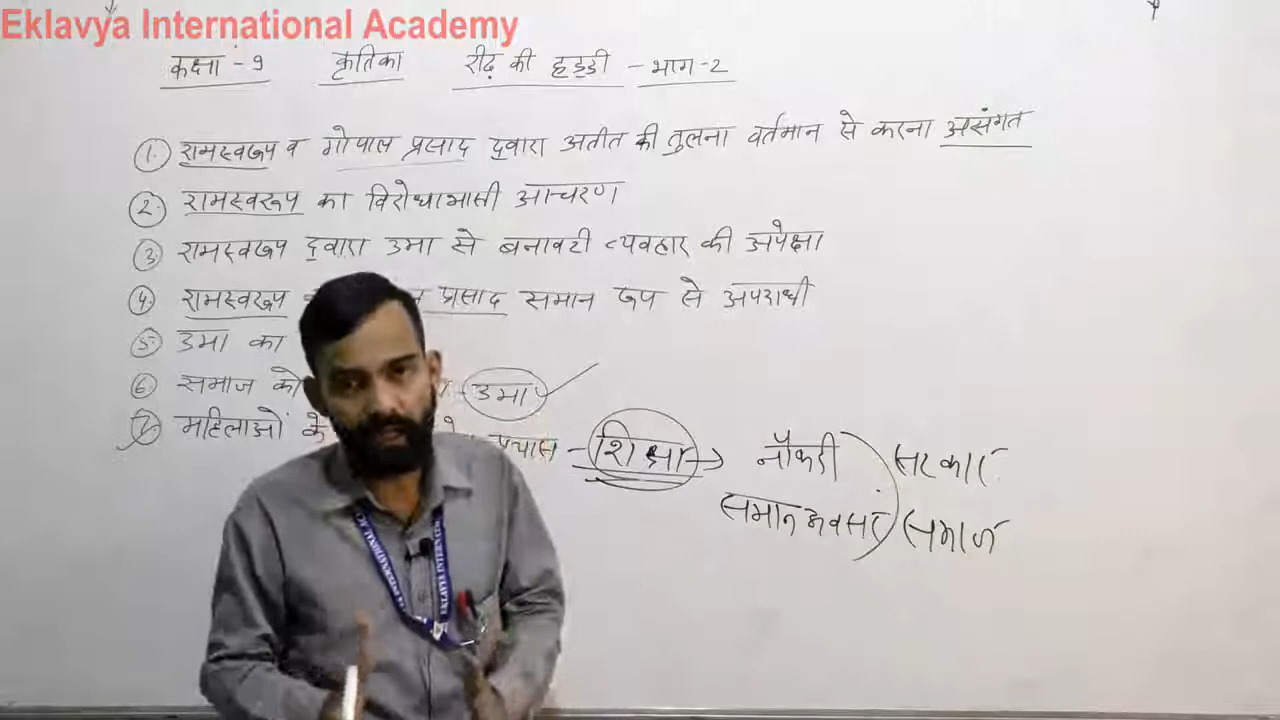 Eklavya International Academy
कक्षा - 9 कृतिका रीढ़ की हड्डी - भाग-2
1. रामस्वरूप व गोपाल प्रसाद द्वारा अतीत की तुलना वर्तमान से करना असंगत
2. रामस्वरूप का विरोधाभासी आचरण
3. रामस्वरूप द्वारा उमा से बनावटी व्यवहार की अपेक्षा
4. रामस्वरूप प्रसाद समान रूप से अपराधी
5. उमा का
6. समाज को उमा
7. महिलाओं के प्रयास - शिक्षा → नौकरी सरकार
समान अवसर समाज
EKLAVYA INTERNATIONAL